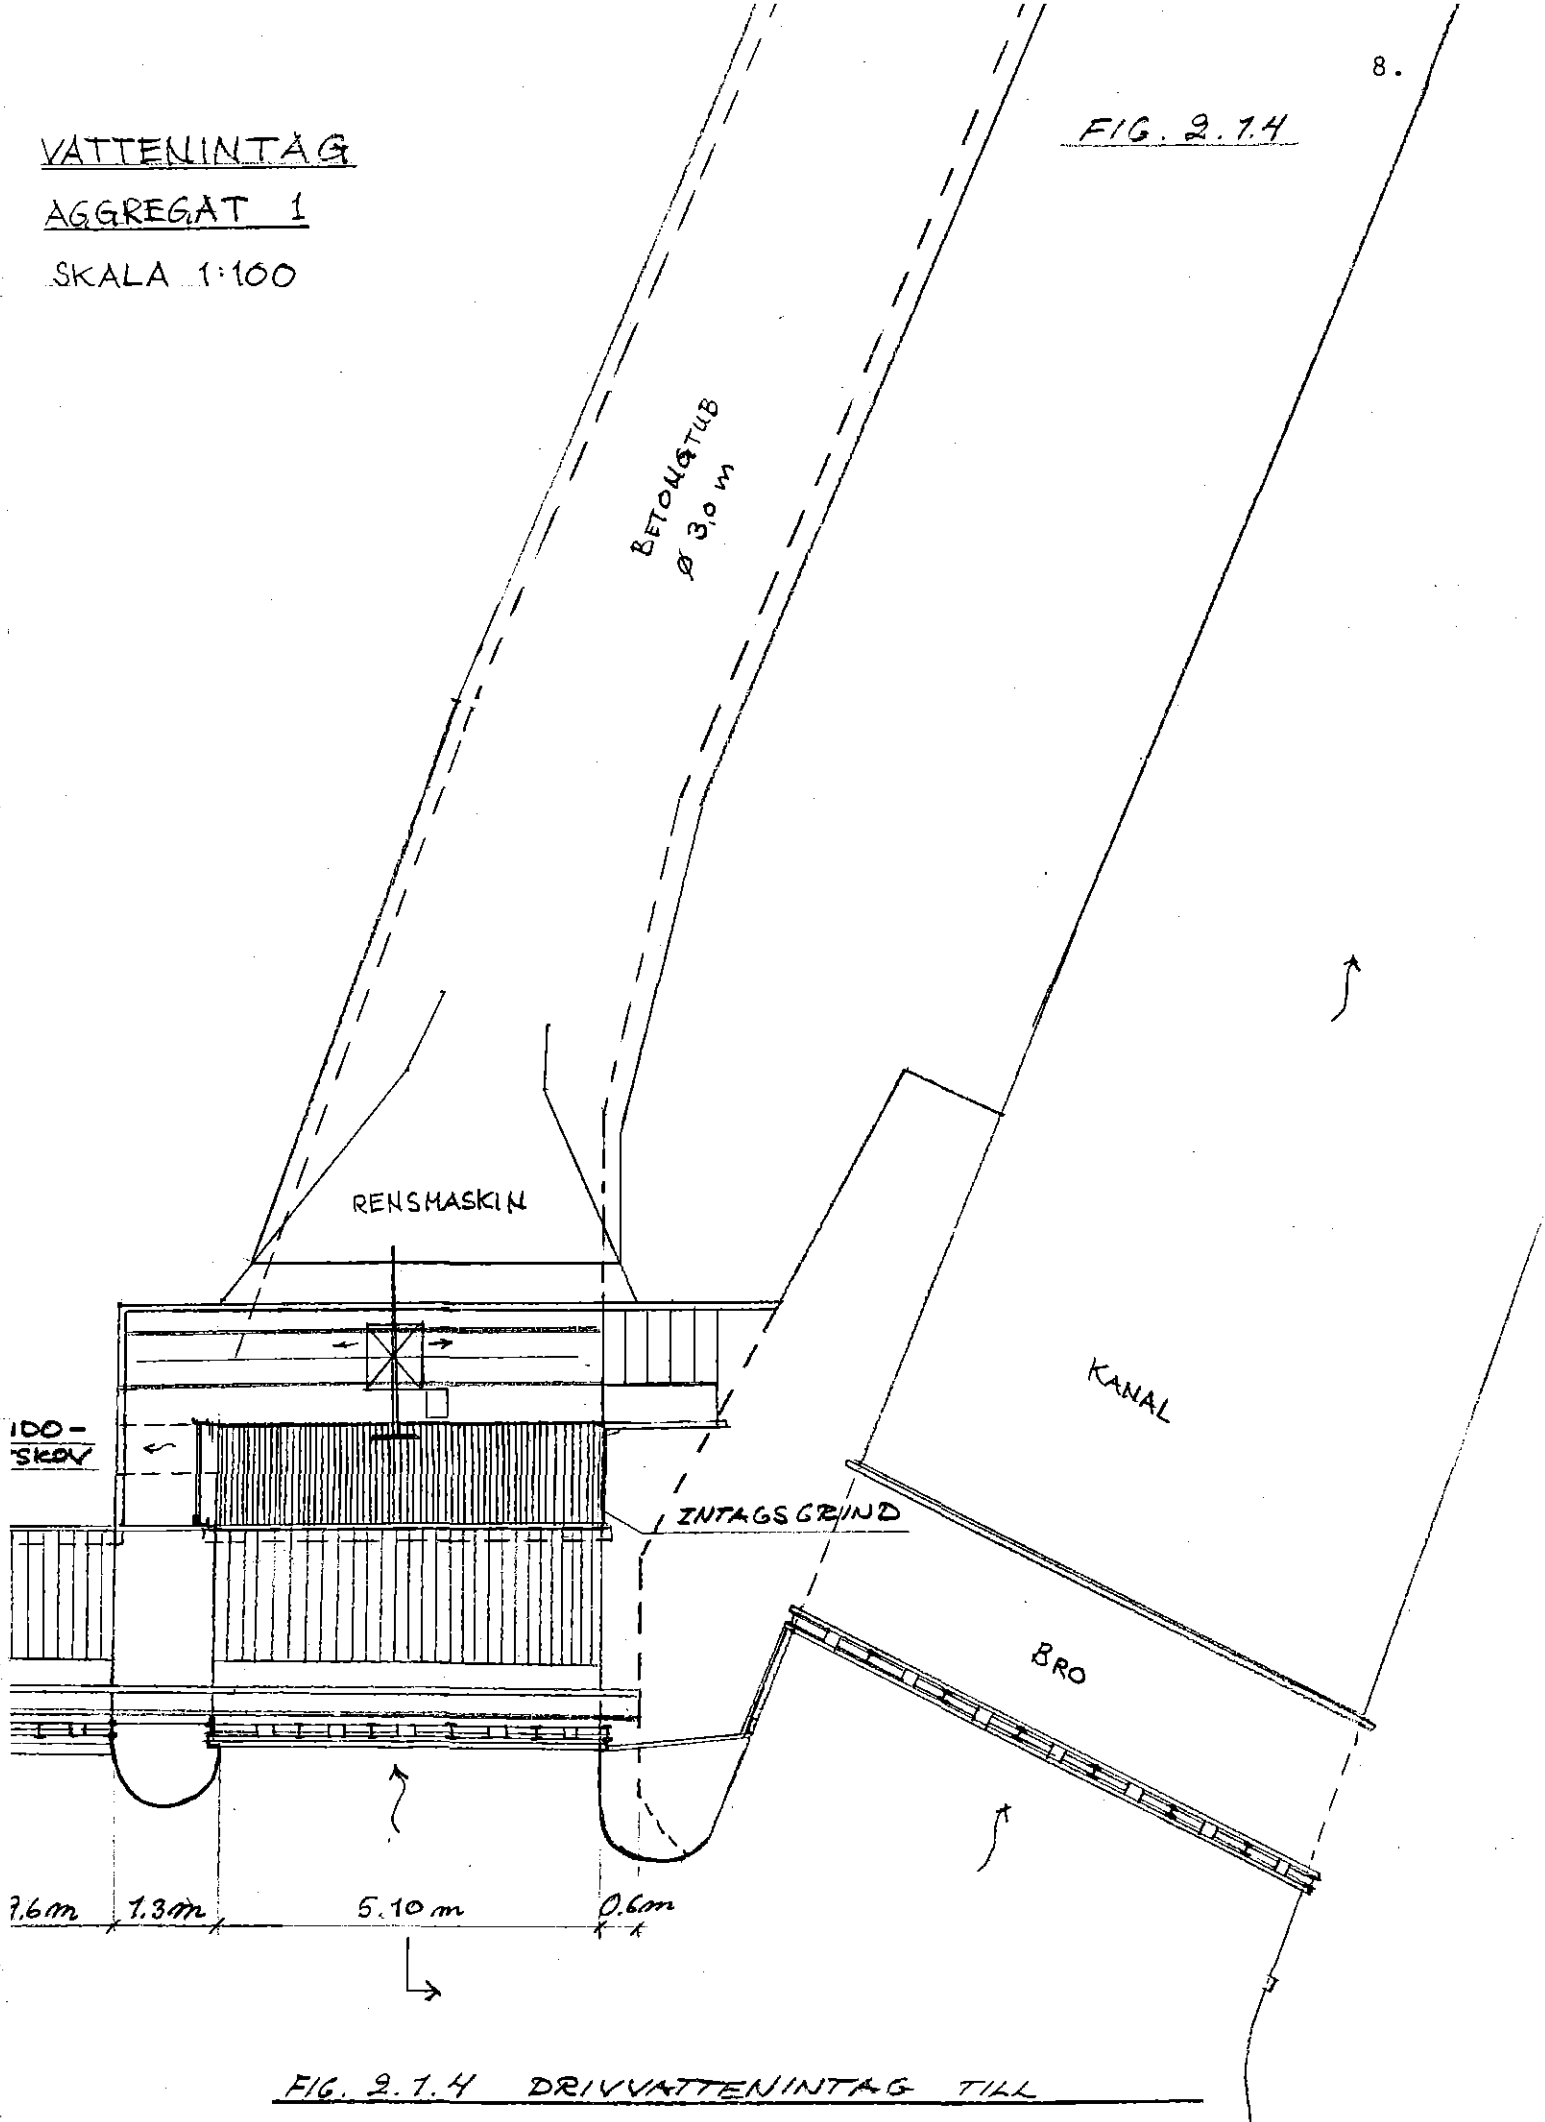 8.
FIG. 2.1.4
VATTENINTAG
AGGREGAT 1
SKALA 1:100
BETONGTUB
Ø 3,0 m
RENSMASKIN
KANAL
SKOV
INTAGSGRIND
BRO
.6m 1.3m 5.10 m 0.6m
FIG. 2.1.4 DRIVVATTENINTAG TILL